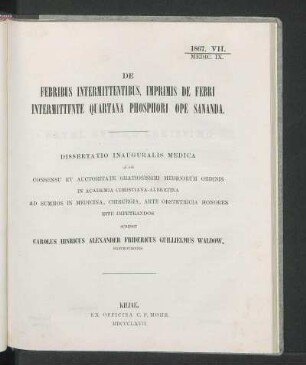 1867. VII.
MEDIC. IX.
DE
FEBRIBUS INTERMITTENTIBUS, IMPRIMIS DE FEBRI
INTERMITTENTE QUARTANA PHOSPHORI OPE SANANDA.
DISSERTATIO INAUGURALIS MEDICA
QUAM
CONSENSU ET AUCTORITATE GRATIOSISSIMI MEDICORUM ORDINIS
IN ACADEMIA CHRISTIANA-ALBERTINA
AD SUMMOS IN MEDICINA, CHIRURGIA, ARTE OBSTETRICIA HONORES
RITE IMPETRANDOS
SCRIPSIT
CAROLUS HENRICUS ALEXANDER FRIDERICUS GUILIELMUS WALDOW,
KILIAE.
EX OFFICINA C. F. MOHR.
MDCCCLXVII.